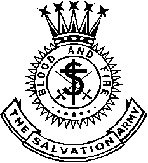 BLOOD AND FIRE
S
THE SALVATION ARMY